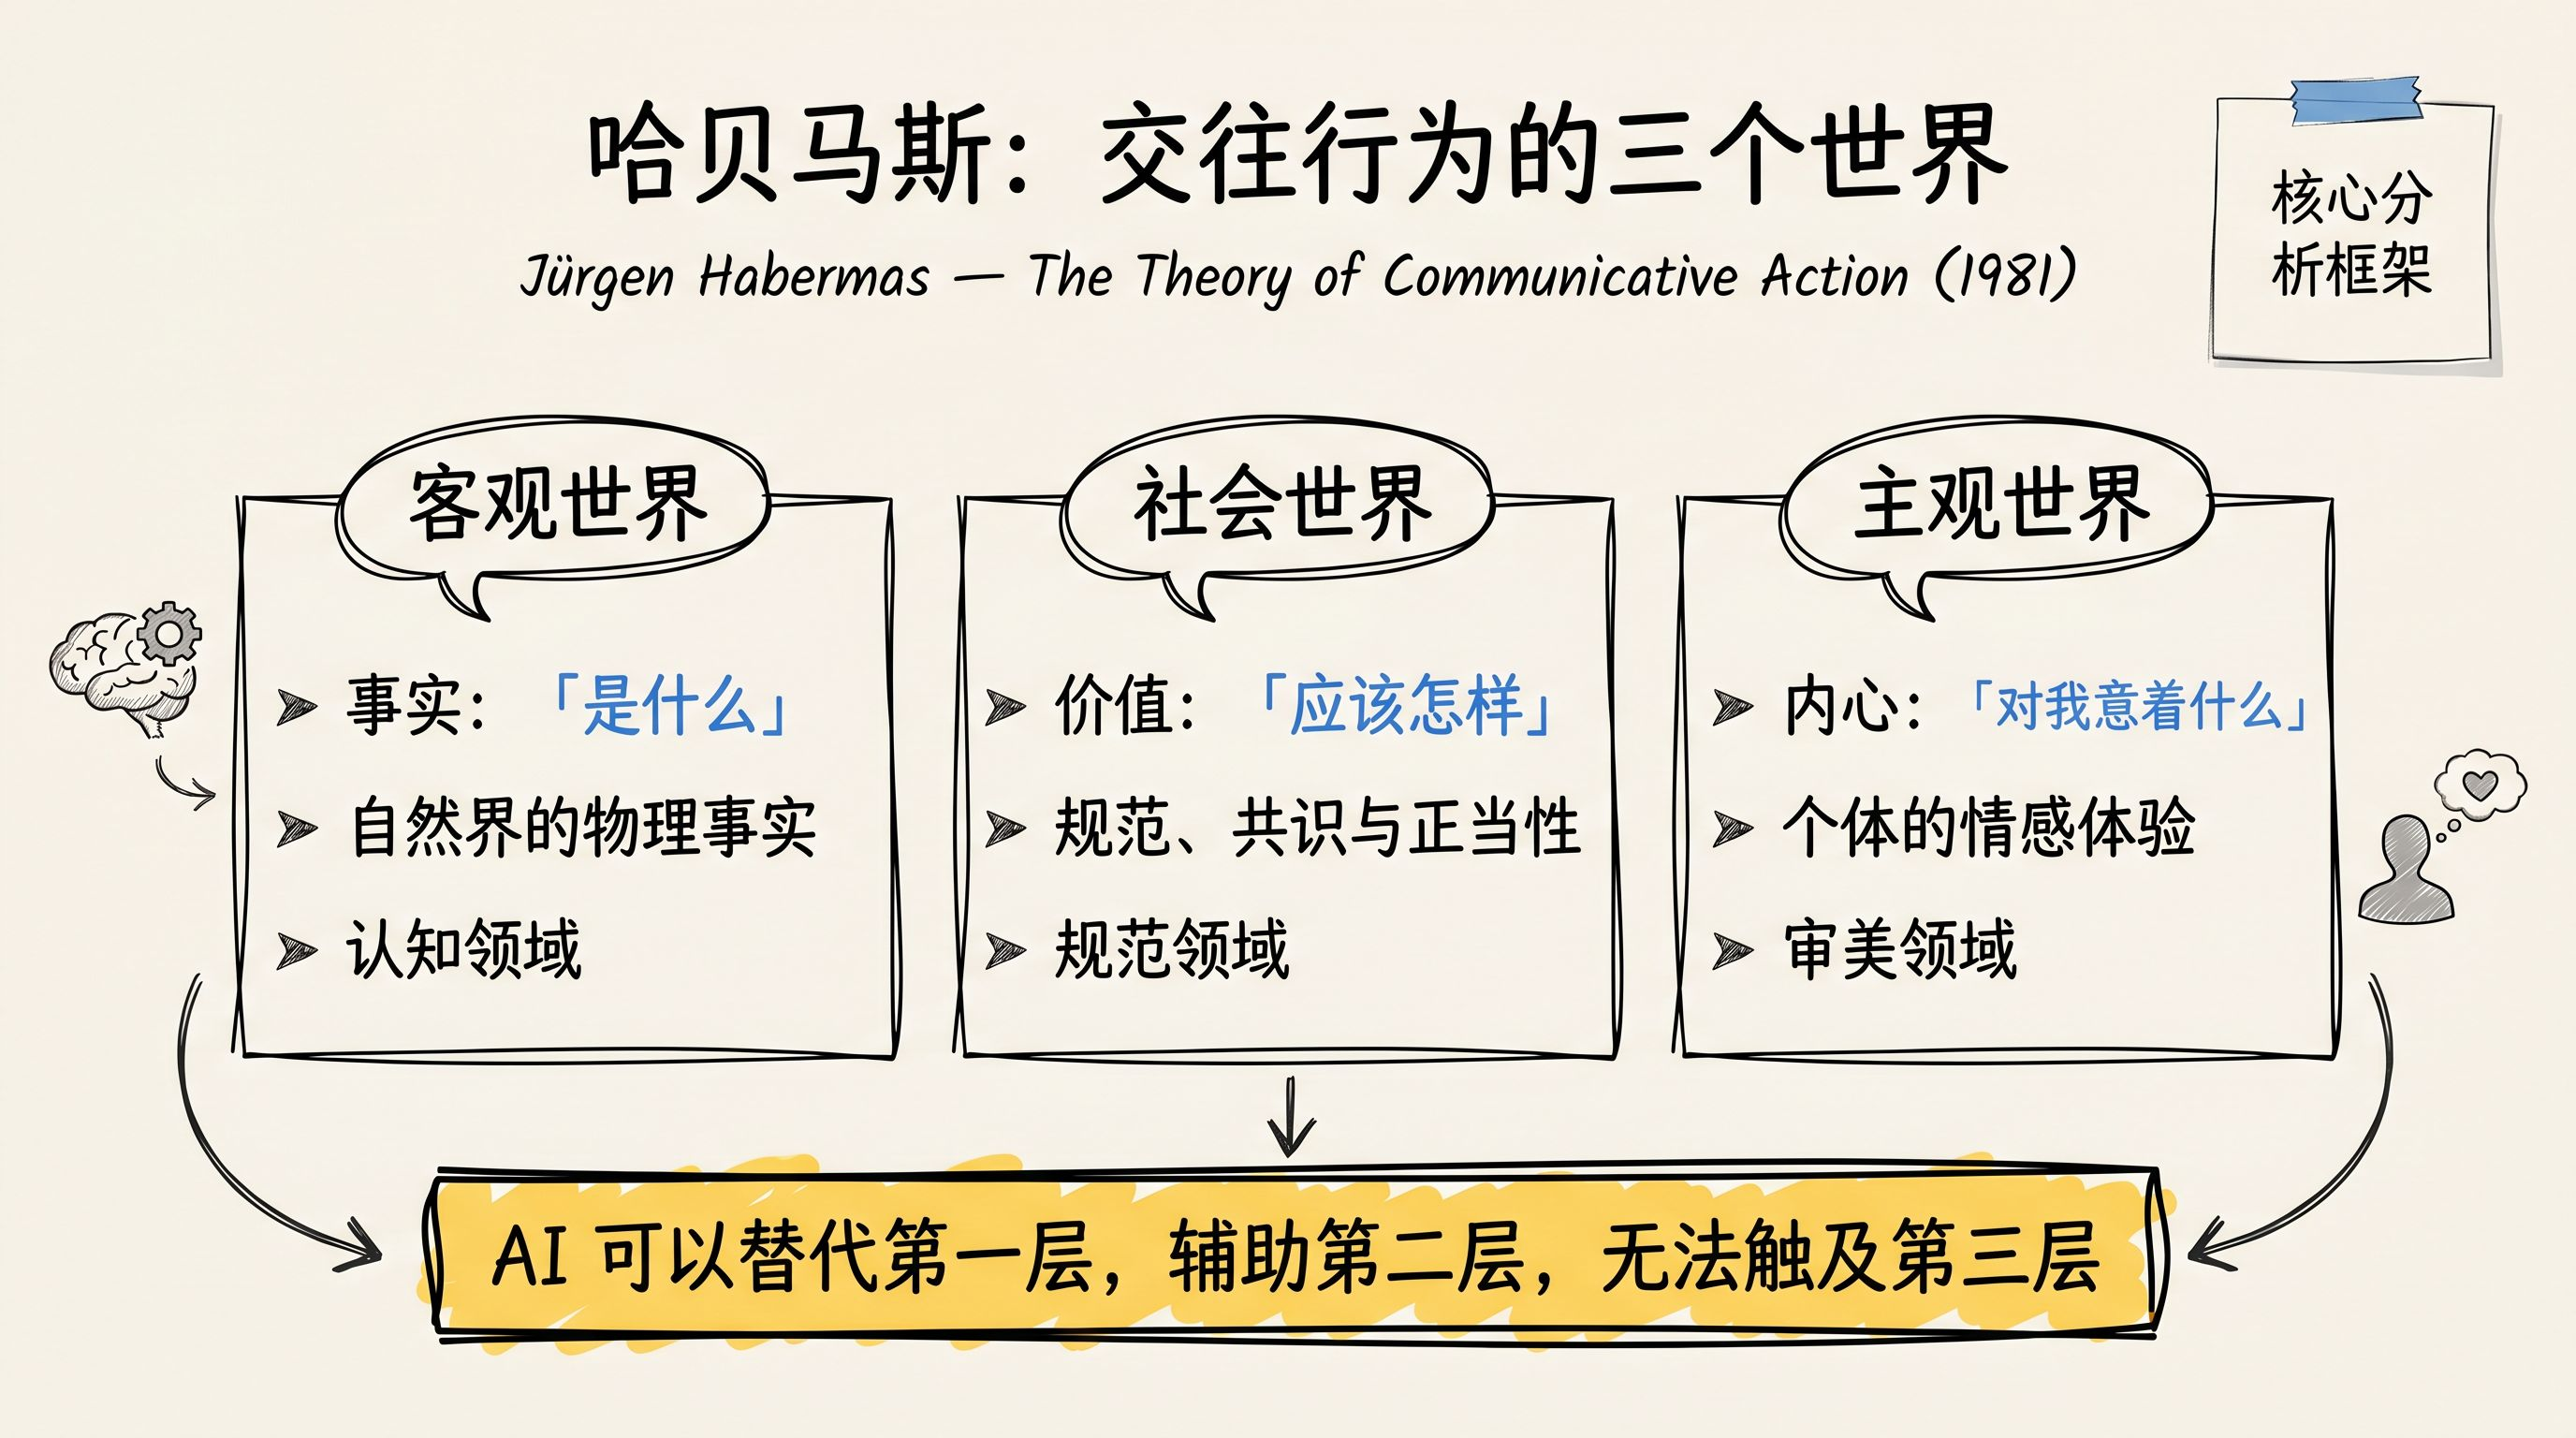 哈贝马斯：交往行为的三个世界
Jürgen Habermas — The Theory of Communicative Action (1981)
核心分
析框架
客观世界
事实：「是什么」
自然界的物理事实
认知领域
社会世界
价值：「应该怎样」
规范、共识与正当性
规范领域
主观世界
内心：「对我意着什么」
个体的情感体验
审美领域
AI 可以替代第一层，辅助第二层，无法触及第三层